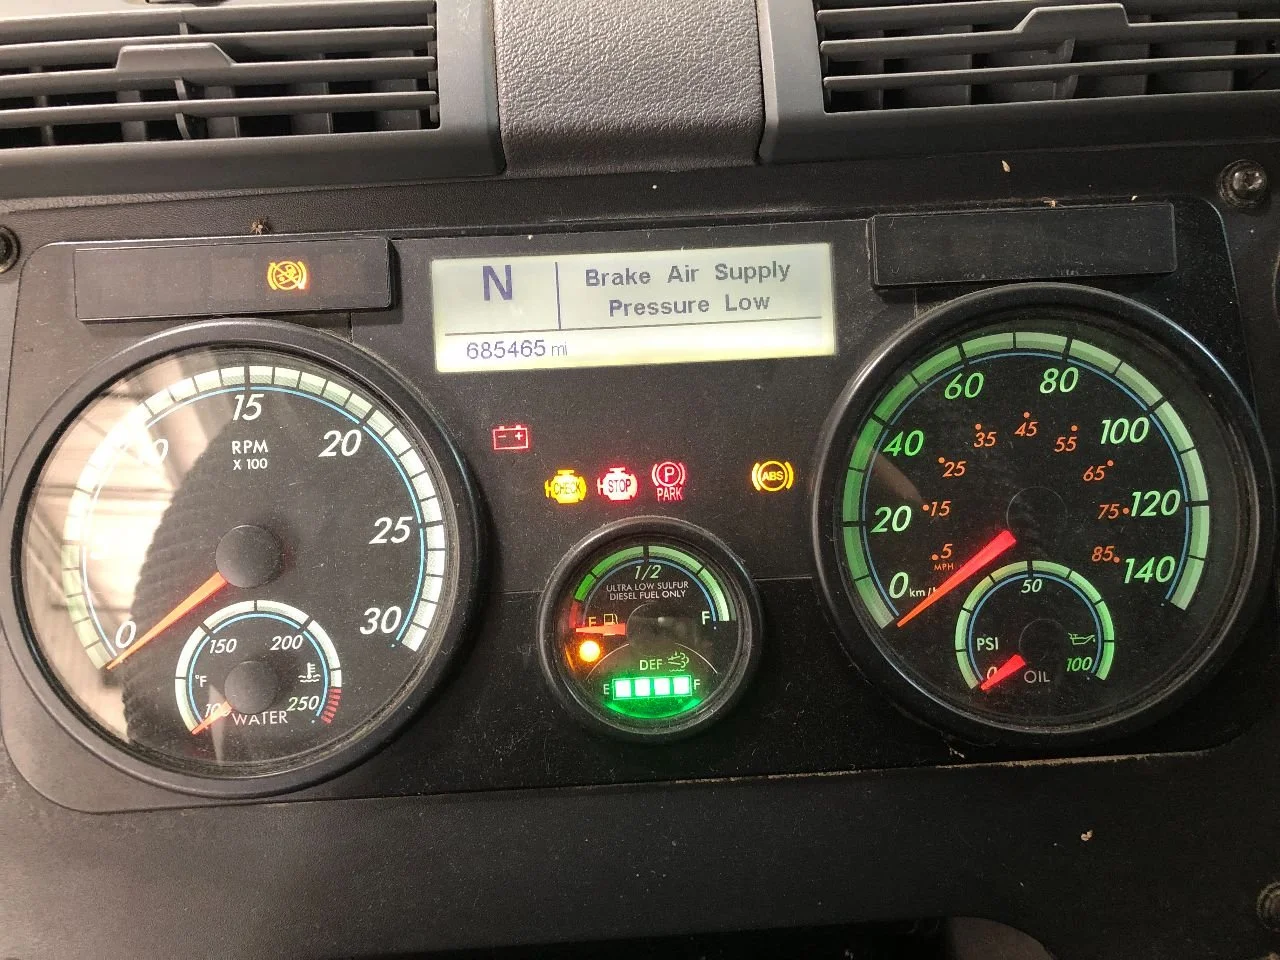 N
Brake Air Supply
Pressure Low
685465 mi
15
20
25
30
0
RPM
X 100
150
200
250
°F
WATER
CHECK
STOP
P
PARK
ABS
1/2
ULTRA LOW SULFUR
DIESEL FUEL ONLY
E
F
DEF
E
F
0
20
40
60
80
100
120
140
km/
5
15
25
35
45
55
65
75
85
MPH
0
50
100
PSI
OIL